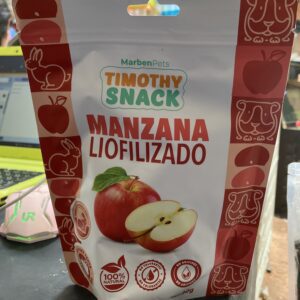 MarbenPets
TIMOTHY
SNACK
MANZANA
LIOFILIZADO
100%
NATURAL